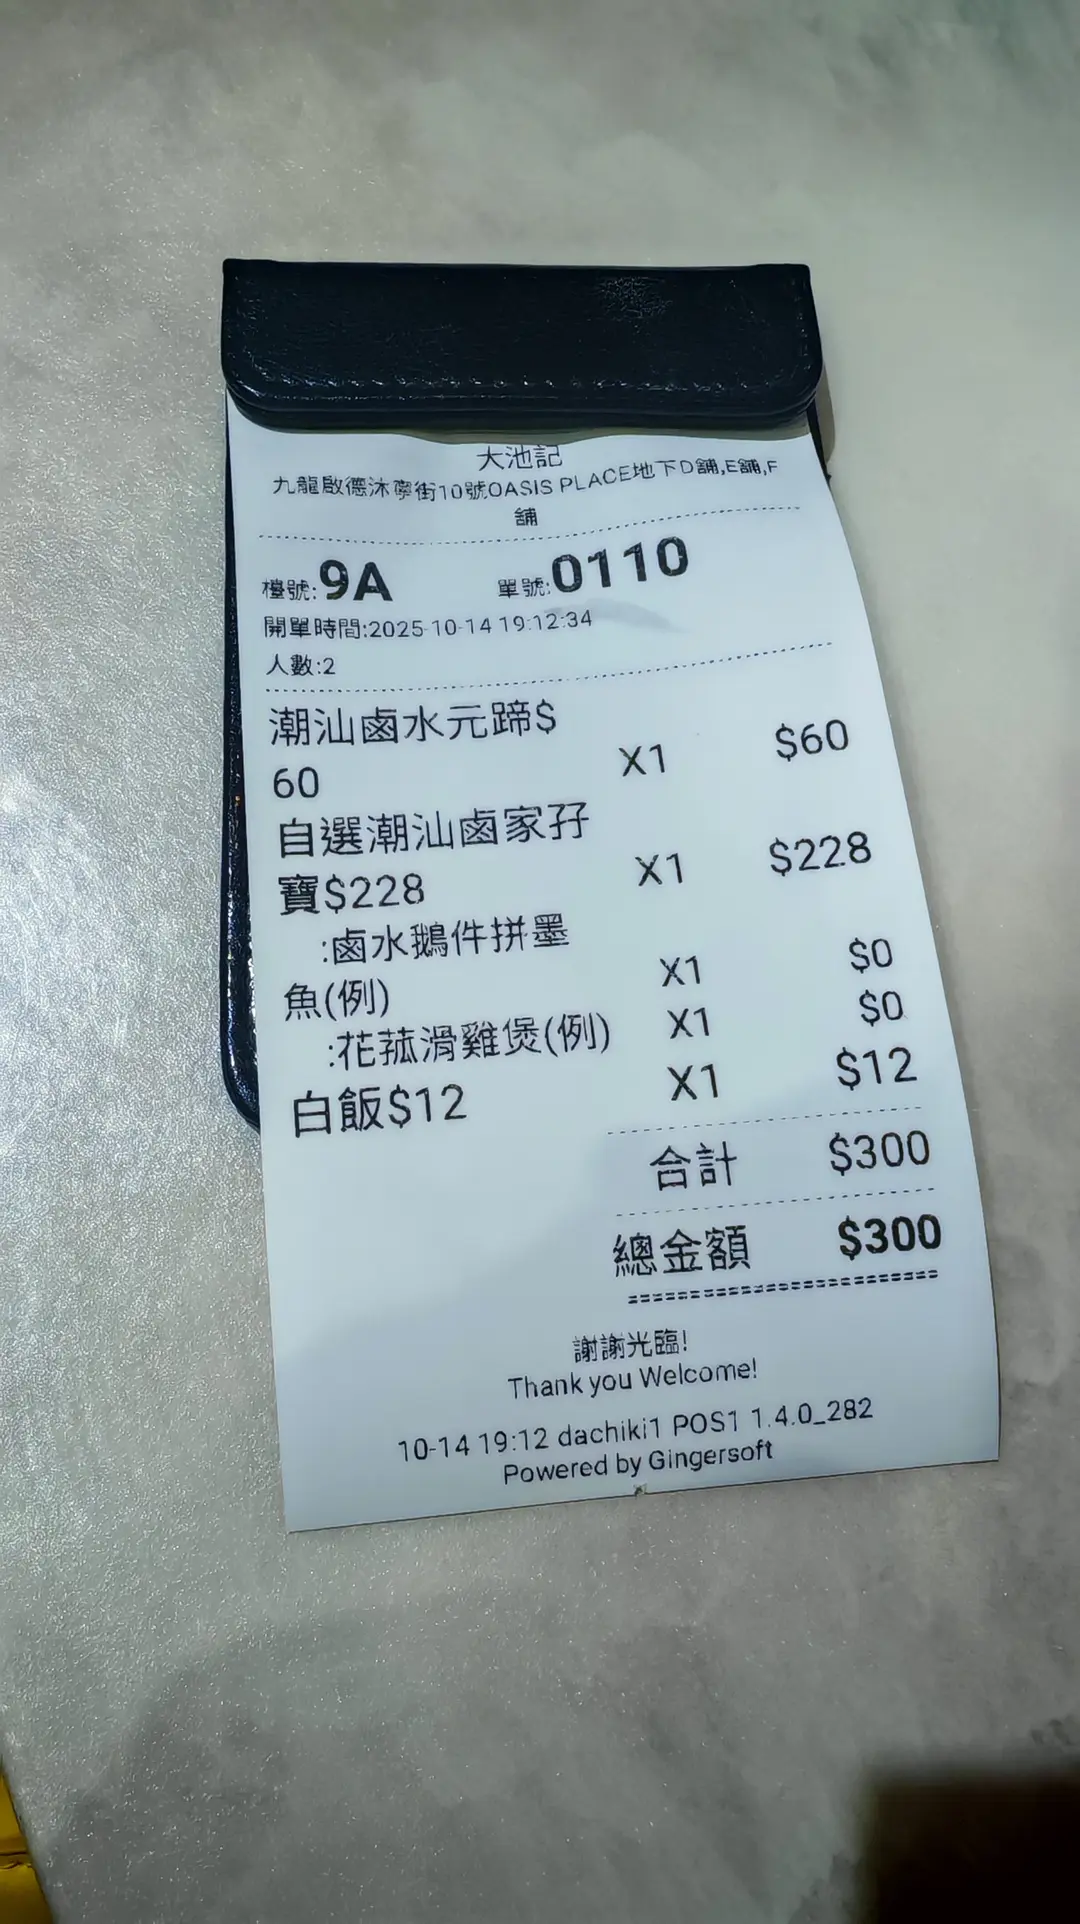 大池記
九龍啟德沐寧街10號OASIS PLACE地下D舖,E舖,F
舖
檯號:9A 單號:0110
開單時間:2025-10-14 19:12:34
人數:2
潮汕鹵水元蹄$
60 X1 $60
自選潮汕鹵家孖
寶$228 X1 $228
:鹵水鵝件拼墨
魚(例) X1 $0
:花菰滑雞煲(例) X1 $0
白飯$12 X1 $12
合計 $300
總金額 $300
謝謝光臨!
Thank you Welcome!
10-14 19:12 dachiki1 POS1 1.4.0_282
Powered by Gingersoft